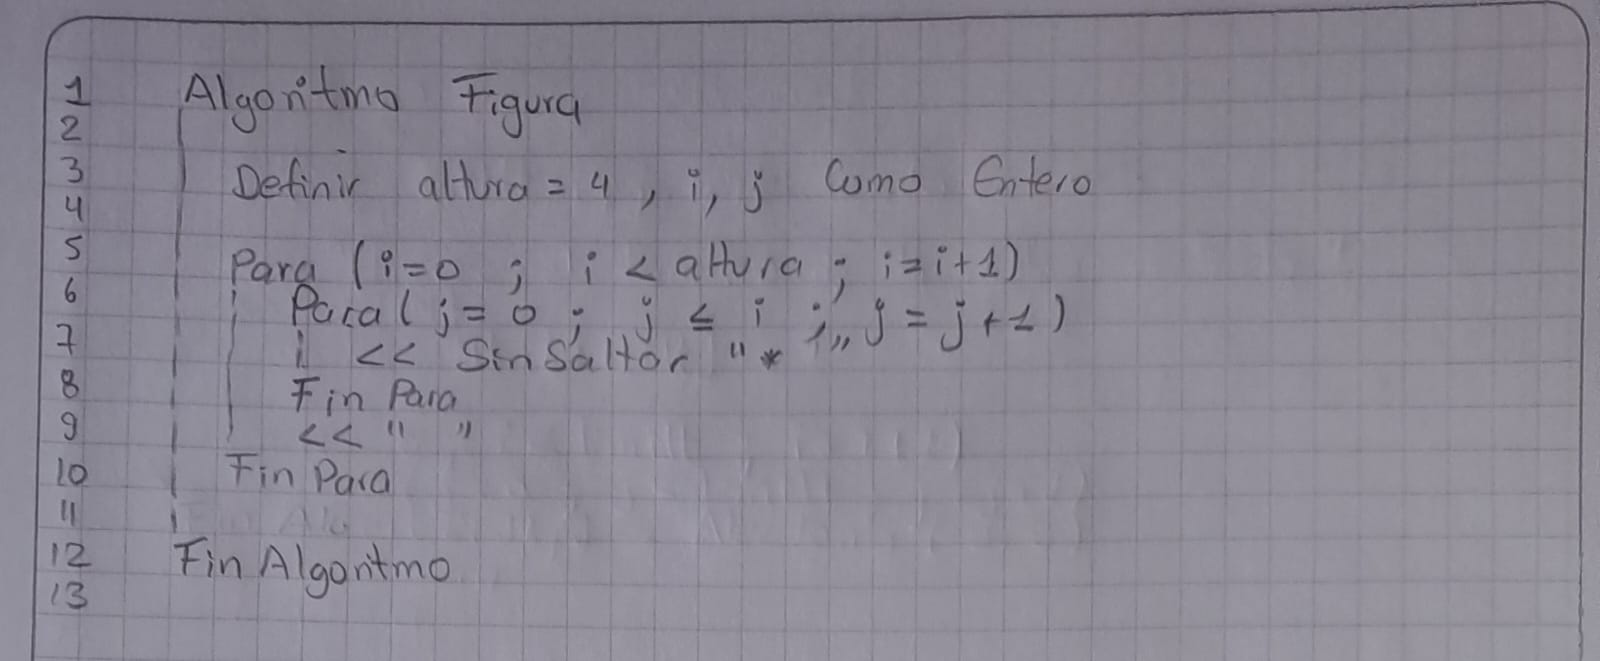 1 Algoritmo Figura
2
3 Definir altura = 4 , i, j Como Entero
4
5 Para (i=0 ; i < altura ; i=i+1)
6 Para ( j = 0 ; j ≤ i ; j = j+1)
7 << Sin Saltar "* "
8 Fin Para
9 << " "
10 Fin Para
11
12 Fin Algoritmo
13